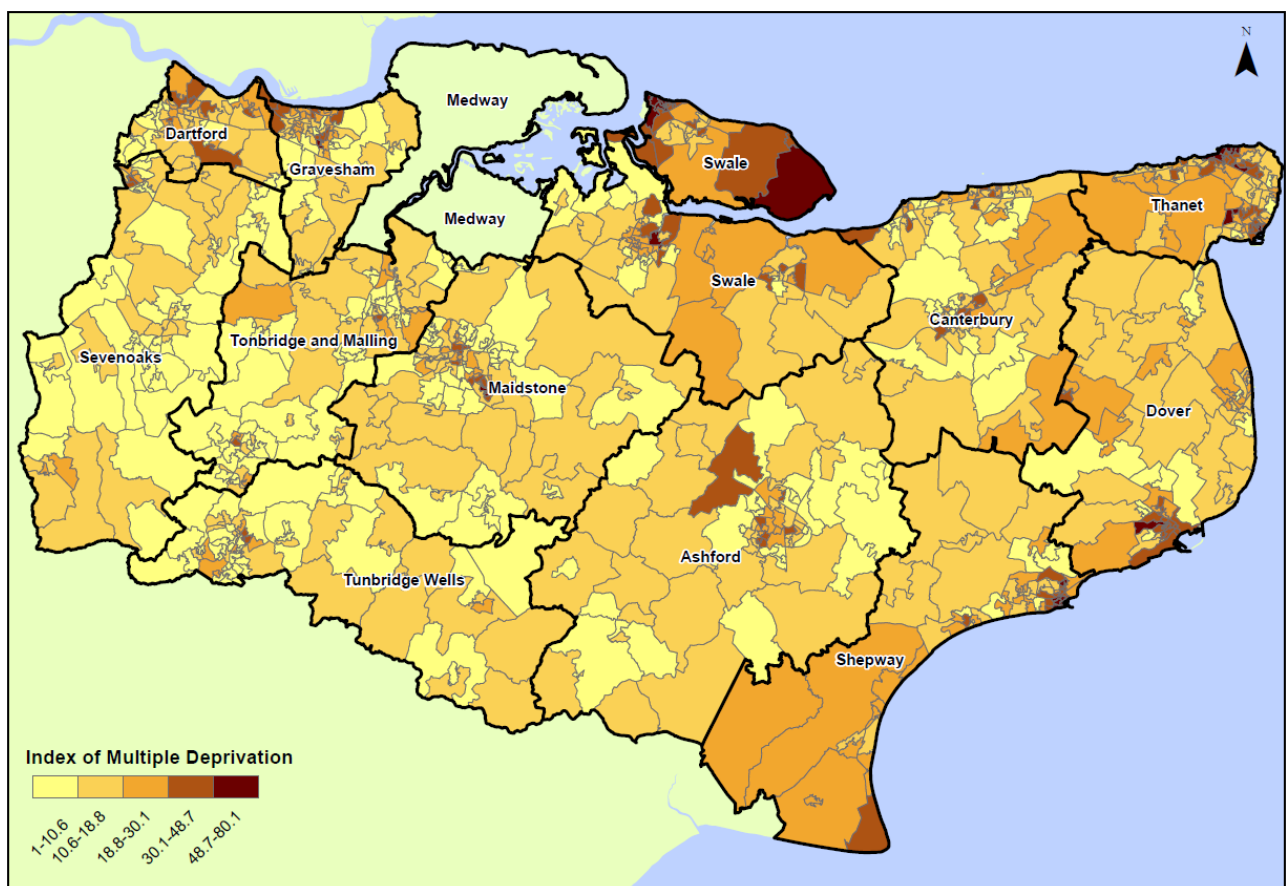 N
Medway
Dartford
Gravesham
Swale
Medway
Thanet
Swale
Canterbury
Sevenoaks
Tonbridge and Malling
Maidstone
Dover
Ashford
Tunbridge Wells
Shepway
Index of Multiple Deprivation
1-10.6
10.6-18.8
18.8-30.1
30.1-48.7
48.7-80.1